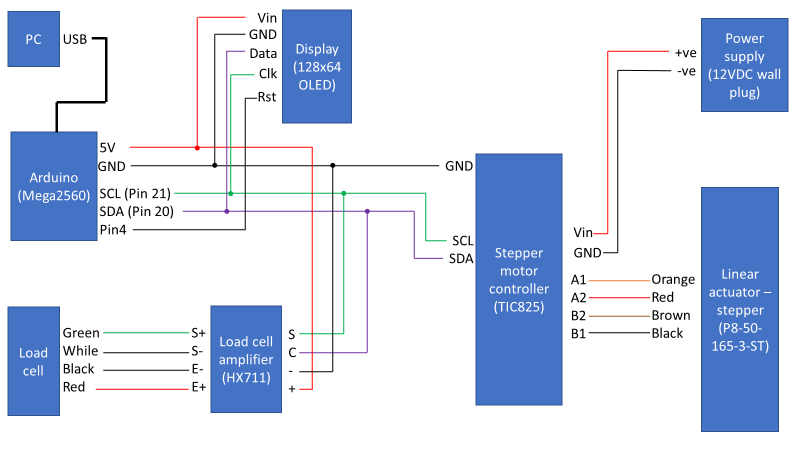 PC
USB
Vin
GND
Data
Clk
Rst
Display
(128x64
OLED)
+ve
-ve
Power
supply
(12VDC wall
plug)
Arduino
(Mega2560)
5V
GND
SCL (Pin 21)
SDA (Pin 20)
Pin4
GND
SCL
SDA
Stepper
motor
controller
(TIC825)
Vin
GND
A1
A2
B2
B1
Orange
Red
Brown
Black
Linear
actuator –
stepper
(P8-50-
165-3-ST)
Load
cell
Green
While
Black
Red
S+
S-
E-
E+
Load cell
amplifier
(HX711)
S
C
-
+